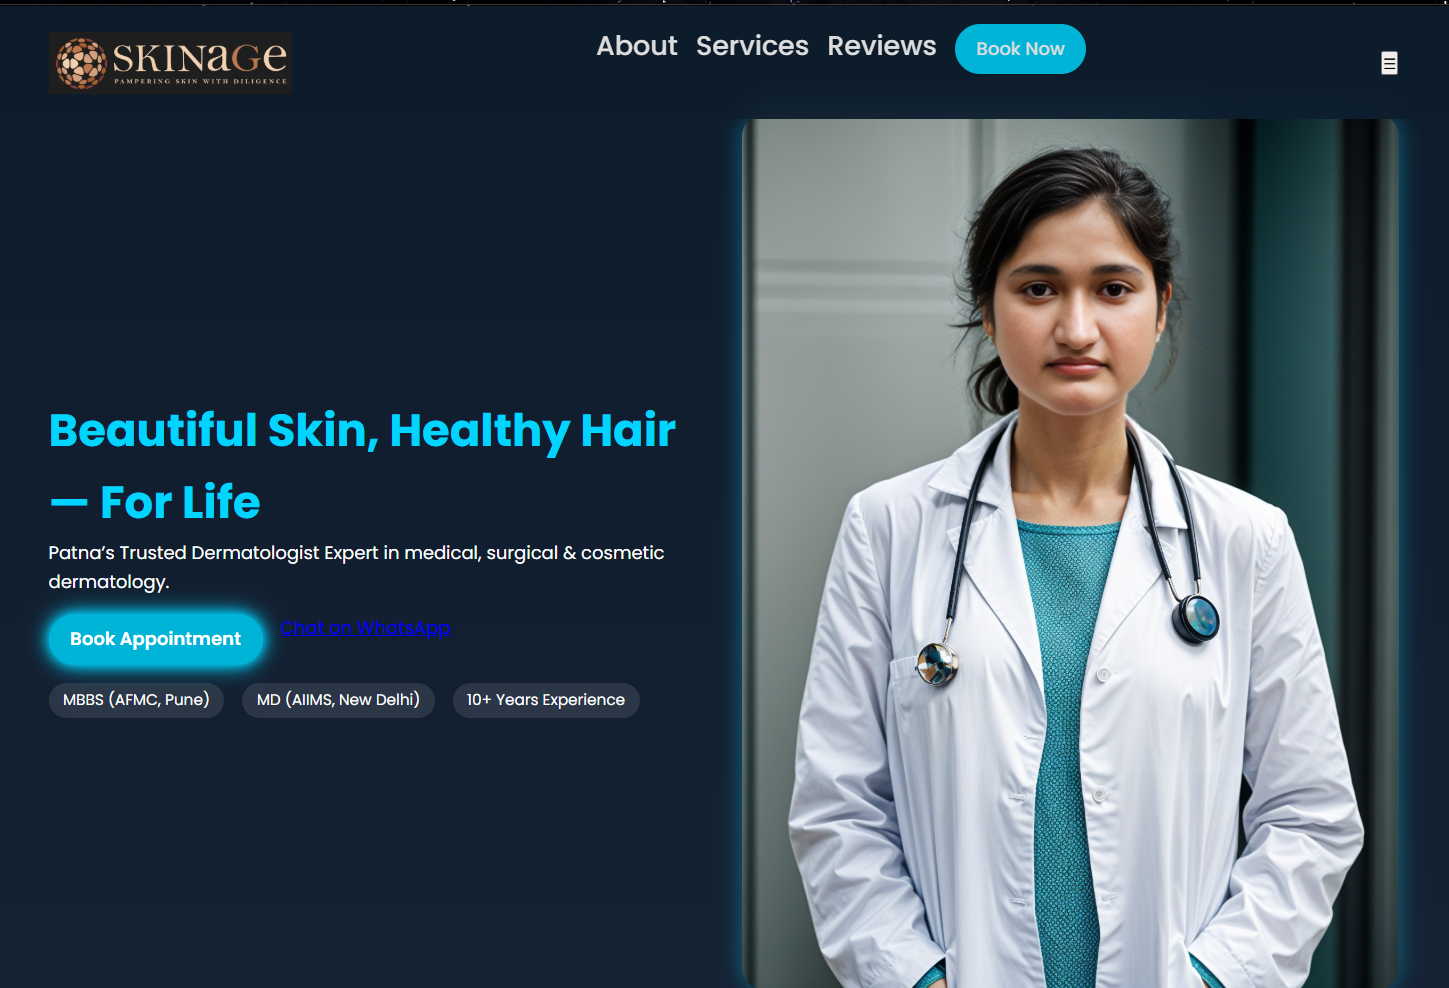 SKINAGE
PAMPERING SKIN WITH DILIGENCE
About Services Reviews Book Now
☰
Beautiful Skin, Healthy Hair
— For Life
Patna’s Trusted Dermatologist Expert in medical, surgical & cosmetic
dermatology.
Book Appointment Chat on WhatsApp
MBBS (AFMC, Pune) MD (AIIMS, New Delhi) 10+ Years Experience